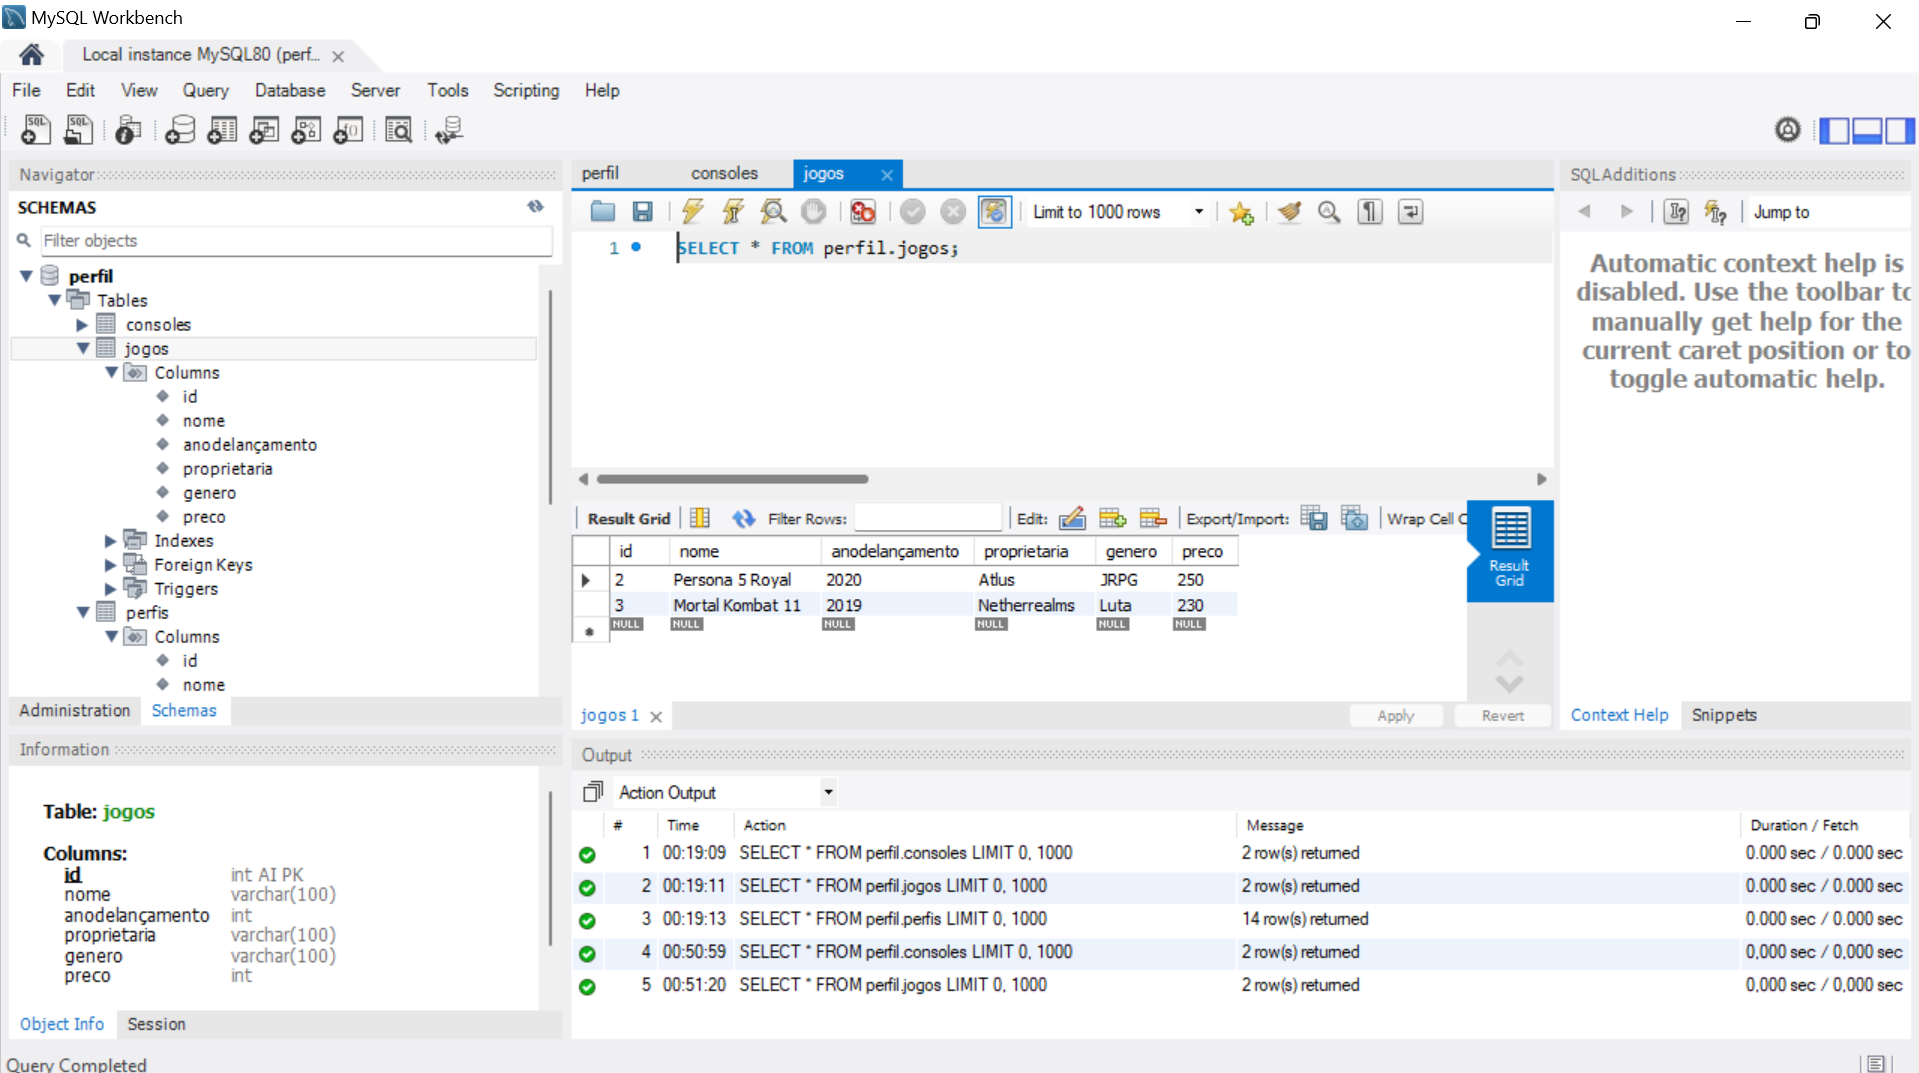 MySQL Workbench
Local instance MySQL80 (perf...
File Edit View Query Database Server Tools Scripting Help
Navigator
SCHEMAS
Filter objects
perfil
Tables
consoles
jogos
Columns
id
nome
anodelançamento
proprietaria
genero
preco
Indexes
Foreign Keys
Triggers
perfis
Columns
id
nome
Administration Schemas
Information
Table: jogos
Columns:
id int AI PK
nome varchar(100)
anodelançamento int
proprietaria varchar(100)
genero varchar(100)
preco int
Object Info Session
Query Completed
perfil consoles jogos
Limit to 1000 rows
1 SELECT * FROM perfil.jogos;
Result Grid Filter Rows: Edit: Export/Import: Wrap Cell C
id nome anodelançamento proprietaria genero preco
2 Persona 5 Royal 2020 Atlus JRPG 250
3 Mortal Kombat 11 2019 Netherrealms Luta 230
NULL NULL NULL NULL NULL NULL
Result
Grid
jogos 1 Apply Revert
SQLAdditions
Jump to
Automatic context help is
disabled. Use the toolbar to
manually get help for the
current caret position or to
toggle automatic help.
Context Help Snippets
Output
Action Output
# Time Action Message Duration / Fetch
1 00:19:09 SELECT * FROM perfil.consoles LIMIT 0, 1000 2 row(s) returned 0.000 sec / 0.000 sec
2 00:19:11 SELECT * FROM perfil.jogos LIMIT 0, 1000 2 row(s) returned 0.000 sec / 0.000 sec
3 00:19:13 SELECT * FROM perfil.perfis LIMIT 0, 1000 14 row(s) returned 0.000 sec / 0.000 sec
4 00:50:59 SELECT * FROM perfil.consoles LIMIT 0, 1000 2 row(s) returned 0,000 sec / 0,000 sec
5 00:51:20 SELECT * FROM perfil.jogos LIMIT 0, 1000 2 row(s) returned 0,000 sec / 0,000 sec